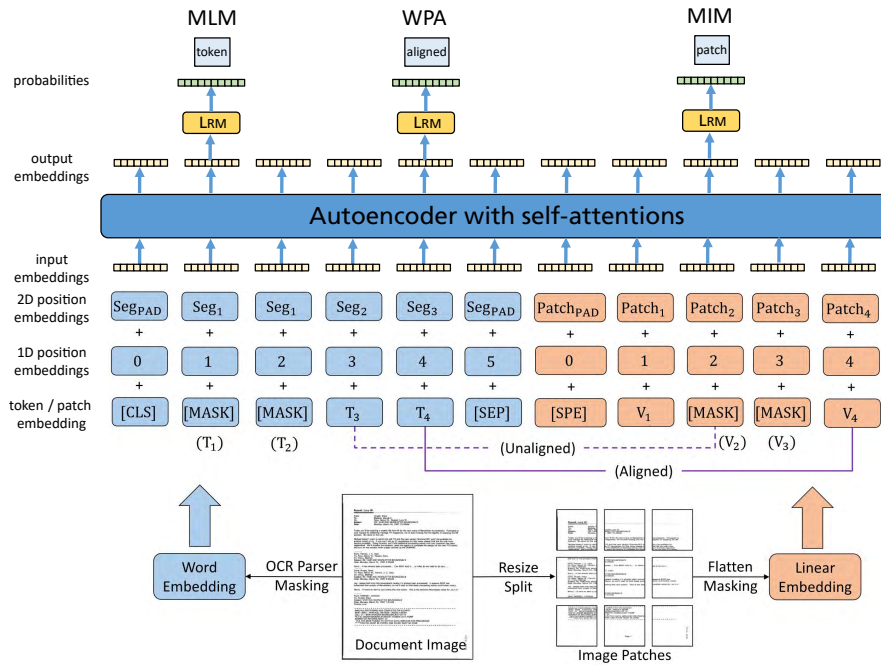 MLM WPA MIM
token aligned patch
probabilities
LRM LRM LRM
output
embeddings
Autoencoder with self-attentions
input
embeddings
2D position
embeddings
SegPAD Seg1 Seg1 Seg2 Seg3 SegPAD PatchPAD Patch1 Patch2 Patch3 Patch4
+ + + + + + + + + + +
1D position
embeddings
0 1 2 3 4 5 0 1 2 3 4
+ + + + + + + + + + +
token / patch
embedding
[CLS] [MASK] [MASK] T3 T4 [SEP] [SPE] V1 [MASK] [MASK] V4
(T1) (T2) (Unaligned) (V2) (V3)
(Aligned)
Word
Embedding
OCR Parser
Masking
Document Image
Resize
Split
Image Patches
Flatten
Masking
Linear
Embedding